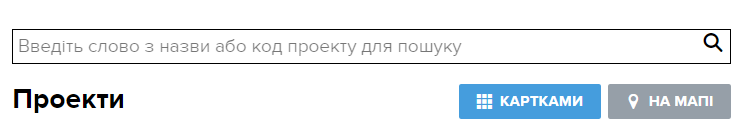 Введіть слово з назви або код проекту для пошуку
Проекти
КАРТКАМИ
НА МАПІ